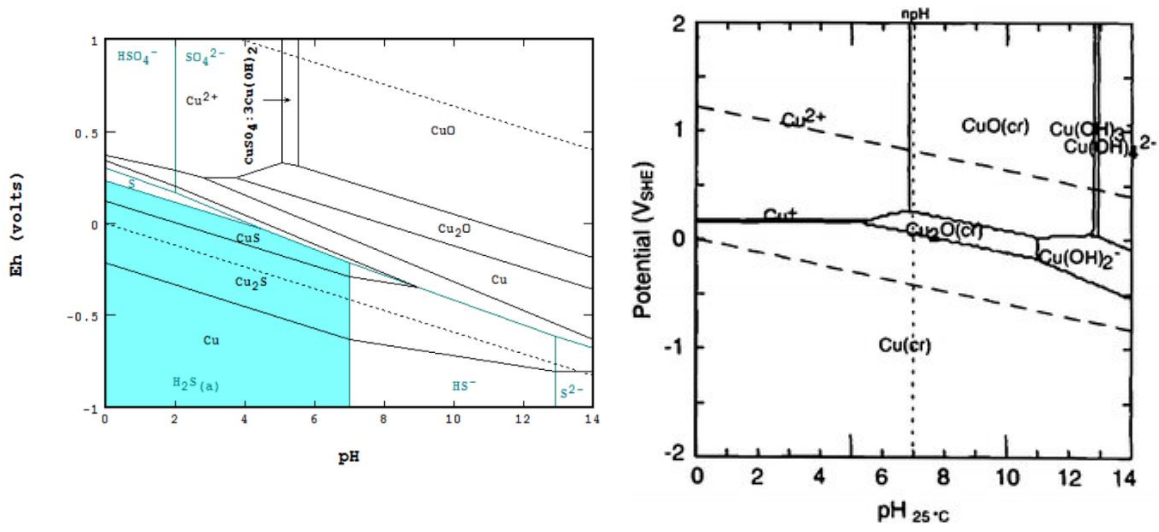 1
HSO₄⁻
SO₄²⁻
Cu²⁺
CuSO₄:3Cu(OH)₂
CuO
0.5
S
CuS
Cu₂O
0
Cu₂S
Cu
-0.5
Cu
H₂S(a)
HS⁻
S²⁻
-1
0 2 4 6 8 10 12 14
Eh (volts)
pH
npH
2
Cu²⁺
CuO(cr)
Cu(OH)₃⁻
Cu(OH)₄²⁻
1
Cu⁺
Cu₂O(cr)
0
Cu(OH)₂⁻
Cu(cr)
-1
-2
0 2 4 6 8 10 12 14
Potential (V_SHE)
pH 25°C